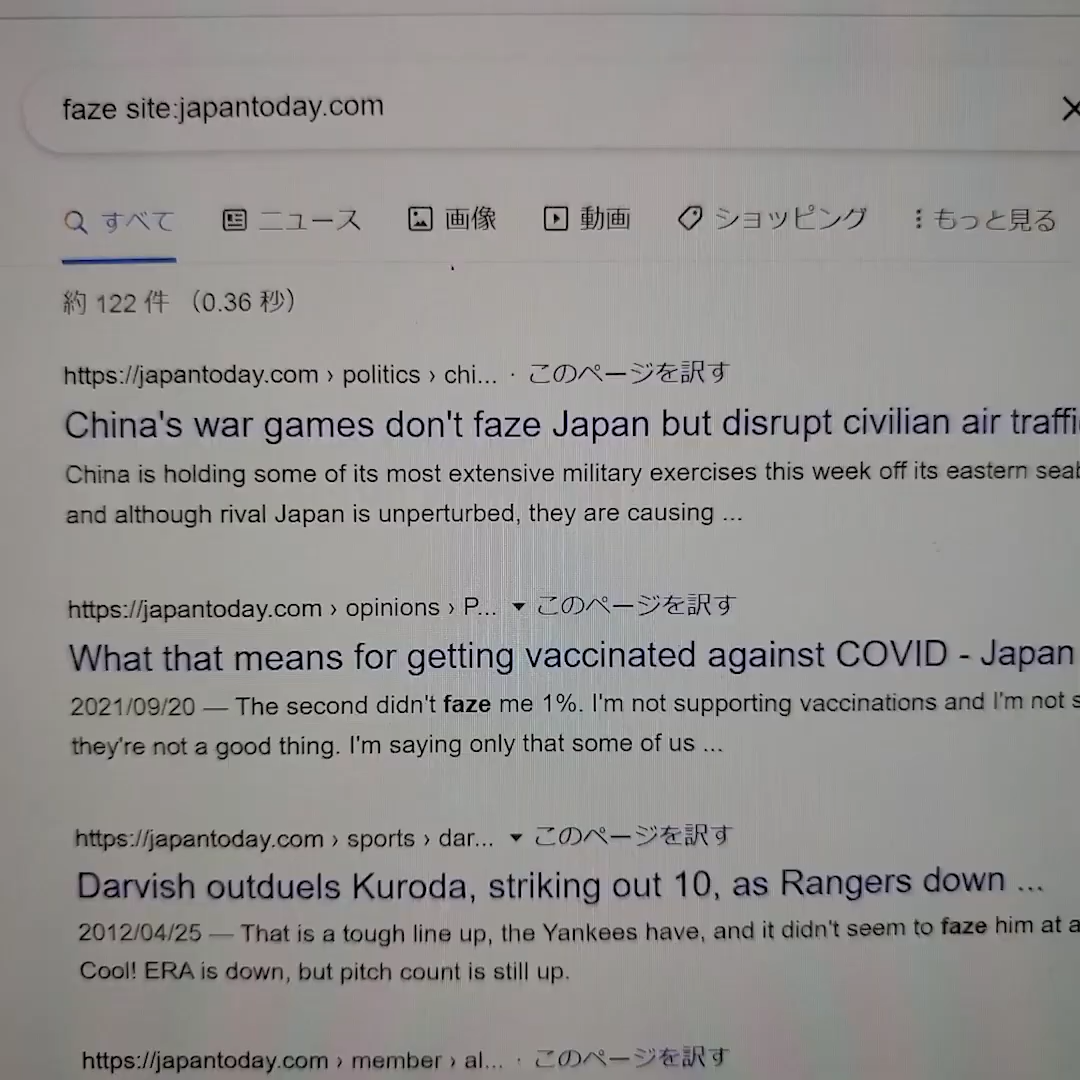 faze site:japantoday.com
すべて ニュース 画像 動画 ショッピング もっと見る
約 122 件 (0.36 秒)
https://japantoday.com › politics › chi... · このページを訳す
China's war games don't faze Japan but disrupt civilian air
China is holding some of its most extensive military exercises this week off its eastern
and although rival Japan is unperturbed, they are causing ...
https://japantoday.com › opinions › P... ▼ このページを訳す
What that means for getting vaccinated against COVID - Japan
2021/09/20 — The second didn't faze me 1%. I'm not supporting vaccinations and I'm not
they're not a good thing. I'm saying only that some of us ...
https://japantoday.com › sports › dar... ▼ このページを訳す
Darvish outduels Kuroda, striking out 10, as Rangers down ...
2012/04/25 — That is a tough line up, the Yankees have, and it didn't seem to faze him at
Cool! ERA is down, but pitch count is still up.
https://japantoday.com › member › al... · このページを訳す